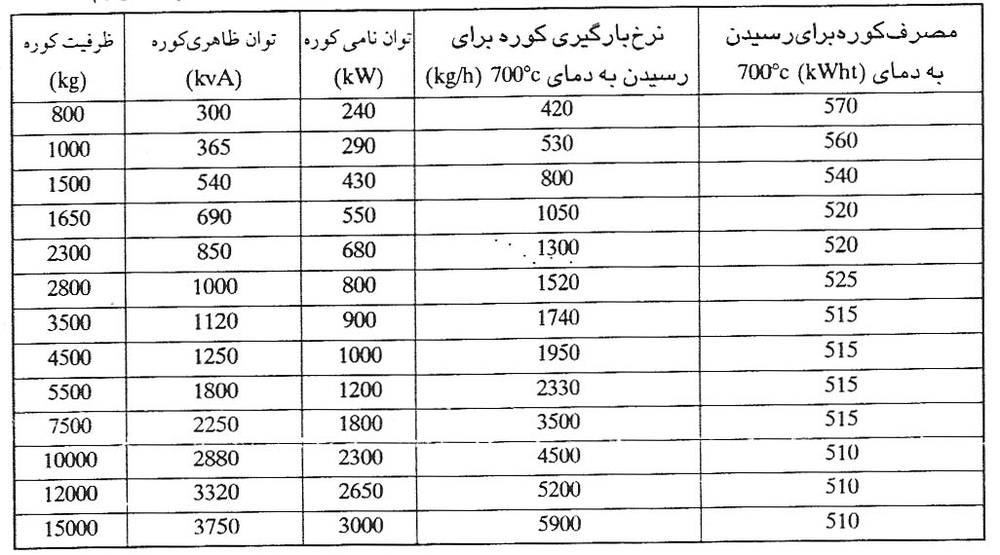 ظرفیت کوره (kg) | توان ظاهری کوره (kvA) | توان نامی کوره (kW) | نرخ بارگیری کوره برای رسیدن به دمای 700°c (kg/h) | مصرف کوره برای رسیدن به دمای 700°c (kWht)
800 | 300 | 240 | 420 | 570
1000 | 365 | 290 | 530 | 560
1500 | 540 | 430 | 800 | 540
1650 | 690 | 550 | 1050 | 520
2300 | 850 | 680 | 1300 | 520
2800 | 1000 | 800 | 1520 | 525
3500 | 1120 | 900 | 1740 | 515
4500 | 1250 | 1000 | 1950 | 515
5500 | 1800 | 1200 | 2330 | 515
7500 | 2250 | 1800 | 3500 | 515
10000 | 2880 | 2300 | 4500 | 510
12000 | 3320 | 2650 | 5200 | 510
15000 | 3750 | 3000 | 5900 | 510